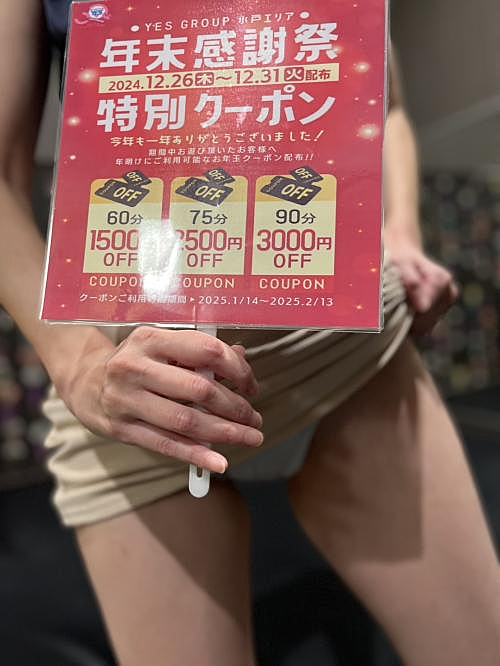 YES GROUP 水戸エリア
年末感謝祭
2024.12.26木〜12.31火配布
特別クーポン
今年も一年ありがとうございました！
期間中お遊び頂いたお客様へ
年明けにご利用可能なお年玉クーポン配布!!
OFF OFF OFF
60分 75分 90分
1500円 2500円 3000円
OFF OFF OFF
COUPON COUPON COUPON
クーポンご利用可能期間▶2025.1/14〜2025.2/13